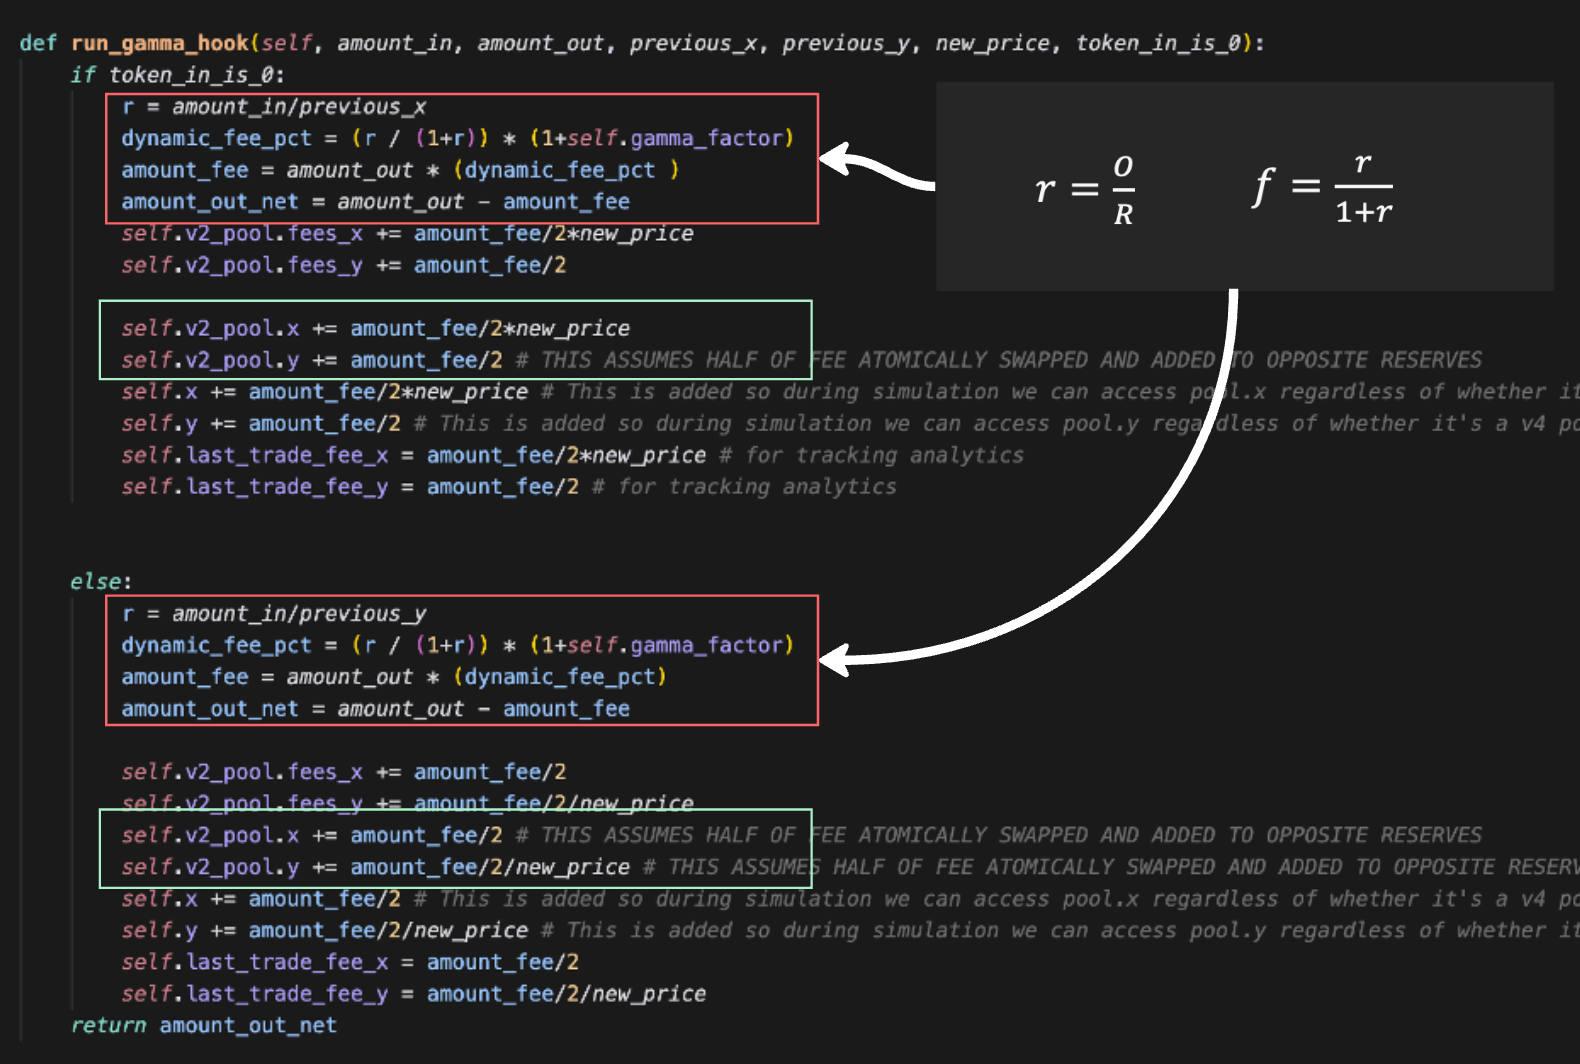 def run_gamma_hook(self, amount_in, amount_out, previous_x, previous_y, new_price, token_in_is_0):
if token_in_is_0:
r = amount_in/previous_x
dynamic_fee_pct = (r / (1+r)) * (1+self.gamma_factor)
amount_fee = amount_out * (dynamic_fee_pct )
amount_out_net = amount_out - amount_fee
self.v2_pool.fees_x += amount_fee/2*new_price
self.v2_pool.fees_y += amount_fee/2
r = O/R
f = r/1+r
self.v2_pool.x += amount_fee/2*new_price
self.v2_pool.y += amount_fee/2 # THIS ASSUMES HALF OF FEE ATOMICALLY SWAPPED AND ADDED TO OPPOSITE RESERVES
self.x += amount_fee/2*new_price # This is added so during simulation we can access pool.x regardless of whether it
self.y += amount_fee/2 # This is added so during simulation we can access pool.y regardless of whether it's a v4 po
self.last_trade_fee_x = amount_fee/2*new_price # for tracking analytics
self.last_trade_fee_y = amount_fee/2 # for tracking analytics
else:
r = amount_in/previous_y
dynamic_fee_pct = (r / (1+r)) * (1+self.gamma_factor)
amount_fee = amount_out * (dynamic_fee_pct)
amount_out_net = amount_out - amount_fee
self.v2_pool.fees_x += amount_fee/2
self.v2_pool.fees_y += amount_fee/2/new_price
self.v2_pool.x += amount_fee/2 # THIS ASSUMES HALF OF FEE ATOMICALLY SWAPPED AND ADDED TO OPPOSITE RESERVES
self.v2_pool.y += amount_fee/2/new_price # THIS ASSUMES HALF OF FEE ATOMICALLY SWAPPED AND ADDED TO OPPOSITE RESERV
self.x += amount_fee/2 # This is added so during simulation we can access pool.x regardless of whether it's a v4 po
self.y += amount_fee/2/new_price # This is added so during simulation we can access pool.y regardless of whether it
self.last_trade_fee_x = amount_fee/2
self.last_trade_fee_y = amount_fee/2/new_price
return amount_out_net